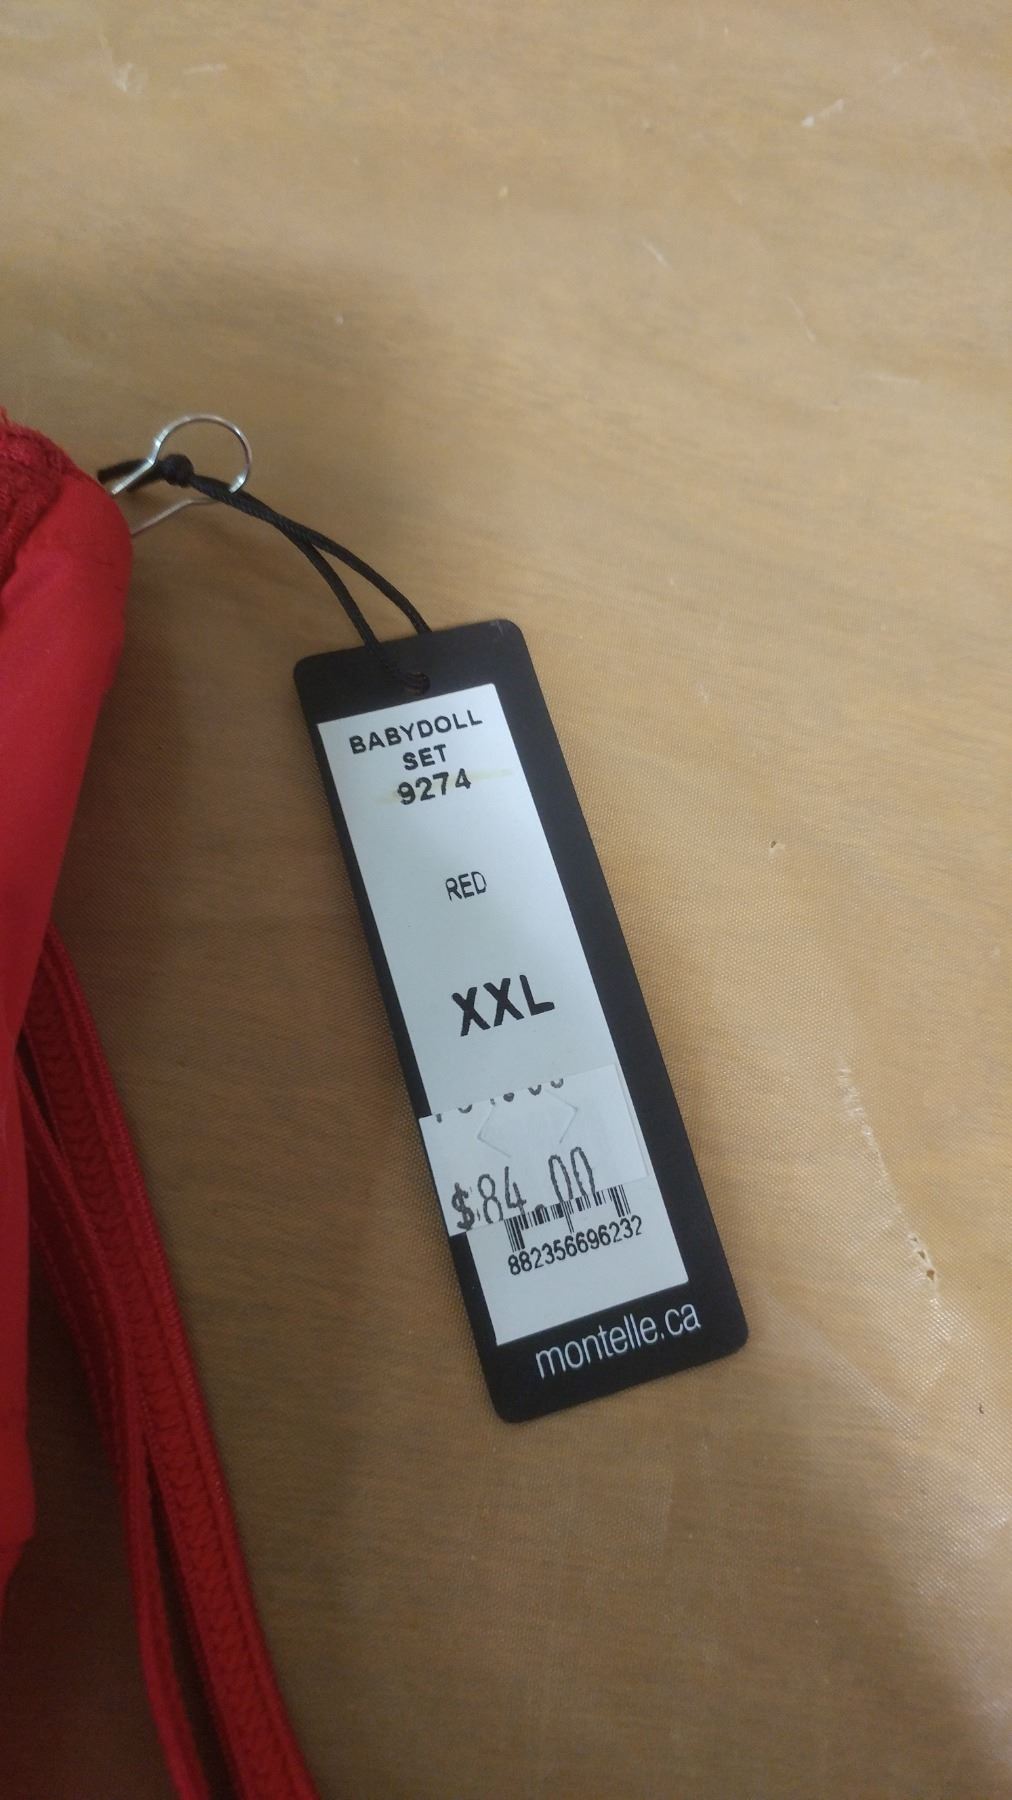 BABYDOLL
SET
9274
RED
XXL
$84.00
882356696232
montelle.ca